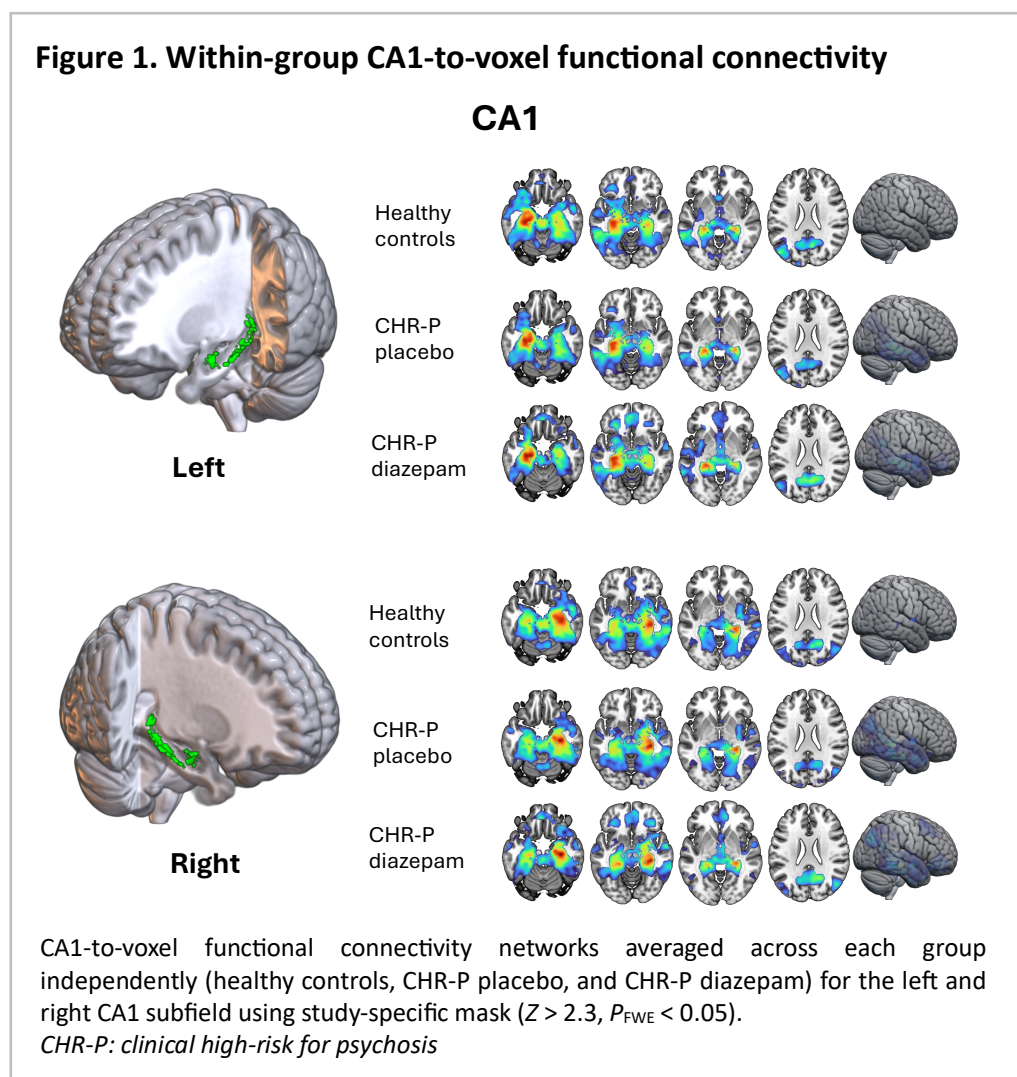 Figure 1. Within-group CA1-to-voxel functional connectivity
CA1
Healthy
controls
CHR-P
placebo
CHR-P
diazepam
Left
Healthy
controls
CHR-P
placebo
CHR-P
diazepam
Right
CA1-to-voxel functional connectivity networks averaged across each group
independently (healthy controls, CHR-P placebo, and CHR-P diazepam) for the left and
right CA1 subfield using study-specific mask (Z > 2.3, PFWE < 0.05).
CHR-P: clinical high-risk for psychosis